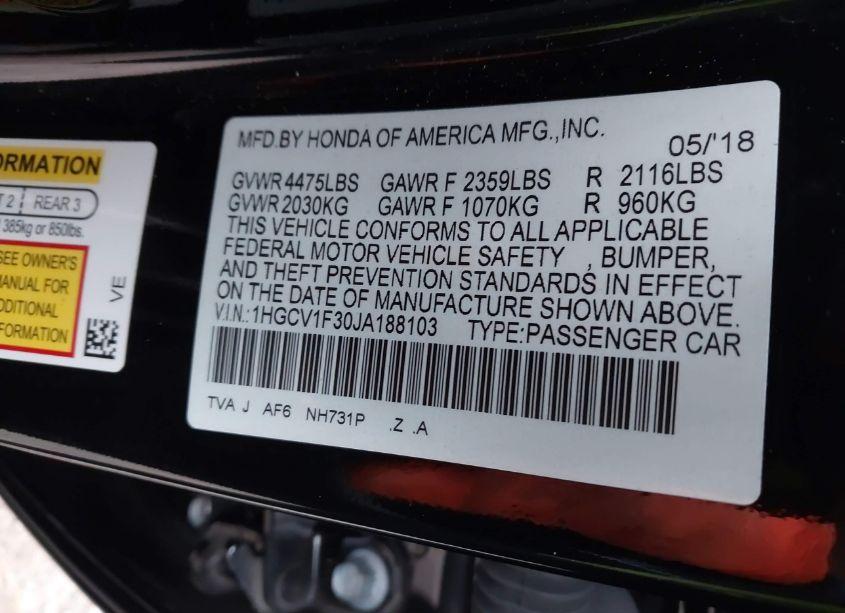 ORMATION
T 2 REAR 3
385kg or 850lbs.
SEE OWNER'S
MANUAL FOR
DDITIONAL
FORMATION
VE
MFD.BY HONDA OF AMERICA MFG.,INC.
05/'18
GVWR 4475LBS GAWR F 2359LBS R 2116LBS
GVWR 2030KG GAWR F 1070KG R 960KG
THIS VEHICLE CONFORMS TO ALL APPLICABLE
FEDERAL MOTOR VEHICLE SAFETY , BUMPER,
AND THEFT PREVENTION STANDARDS IN EFFECT
ON THE DATE OF MANUFACTURE SHOWN ABOVE.
V.I.N.:1HGCV1F30JA188103 TYPE:PASSENGER CAR
TVA J AF6 NH731P .Z .A